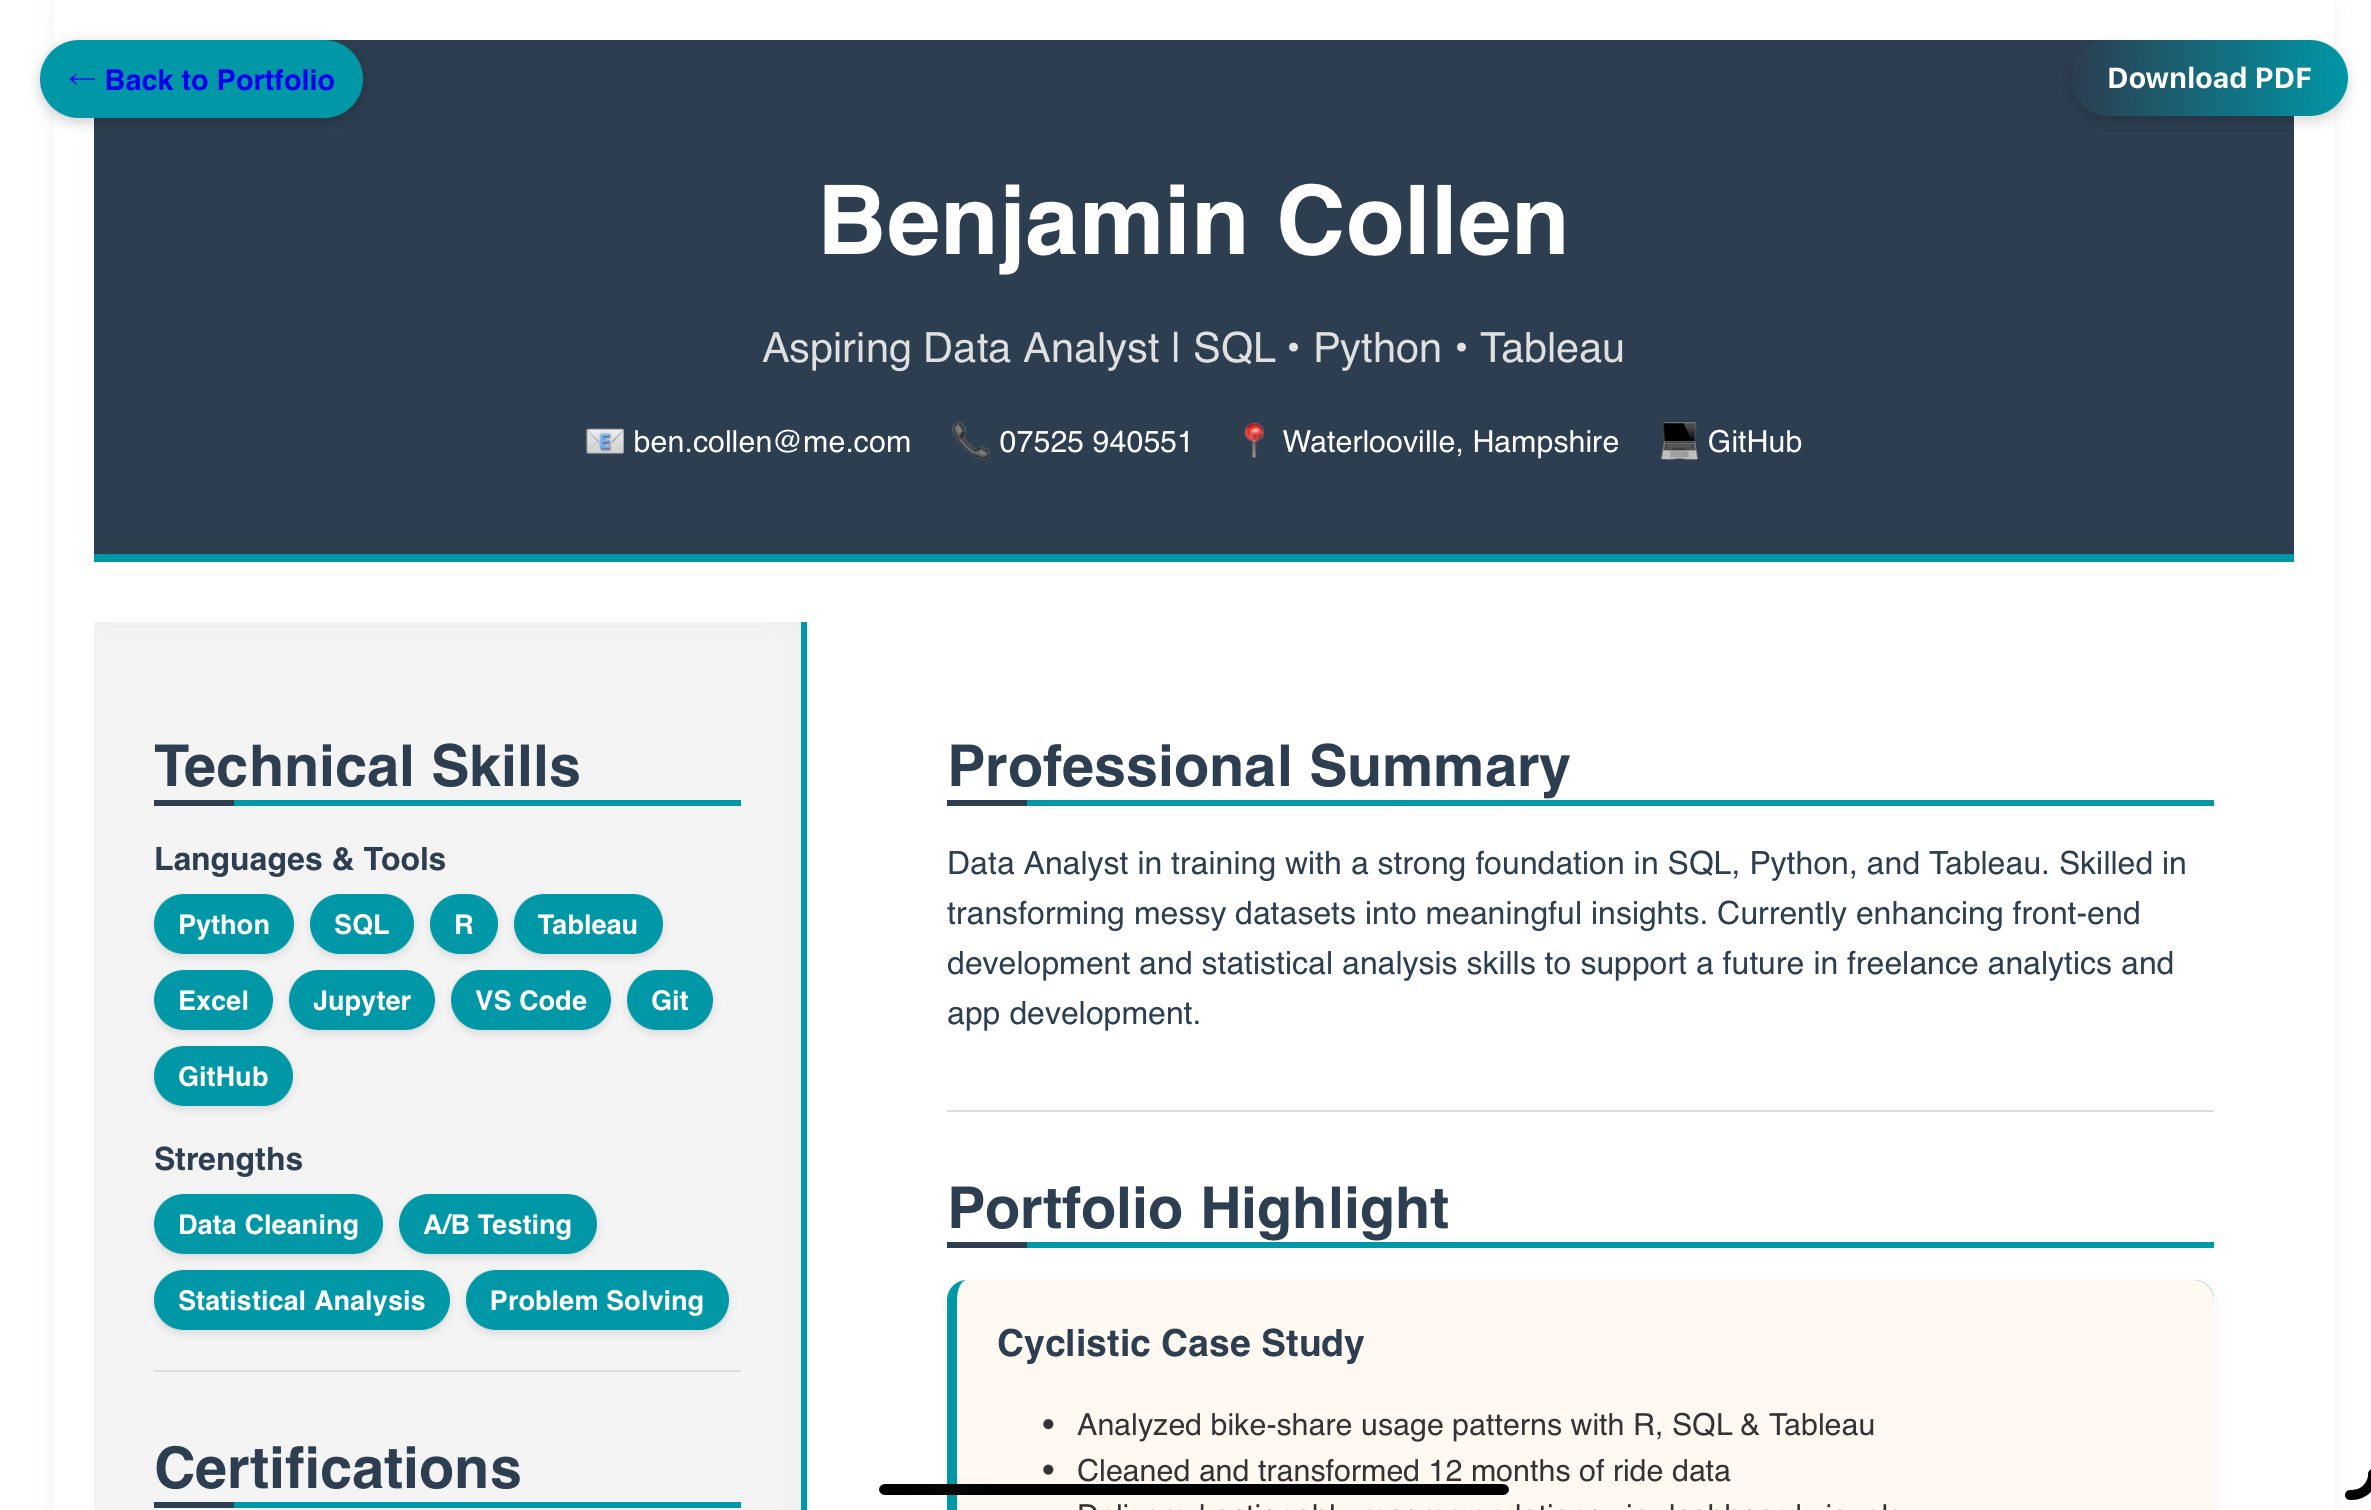 ← Back to Portfolio
Download PDF
Benjamin Collen
Aspiring Data Analyst | SQL • Python • Tableau
📧 ben.collen@me.com 📞 07525 940551 📍 Waterlooville, Hampshire 💻 GitHub
Technical Skills
Languages & Tools
Python SQL R Tableau
Excel Jupyter VS Code Git
GitHub
Strengths
Data Cleaning A/B Testing
Statistical Analysis Problem Solving
Certifications
Professional Summary
Data Analyst in training with a strong foundation in SQL, Python, and Tableau. Skilled in
transforming messy datasets into meaningful insights. Currently enhancing front-end
development and statistical analysis skills to support a future in freelance analytics and
app development.
Portfolio Highlight
Cyclistic Case Study
• Analyzed bike-share usage patterns with R, SQL & Tableau
• Cleaned and transformed 12 months of ride data